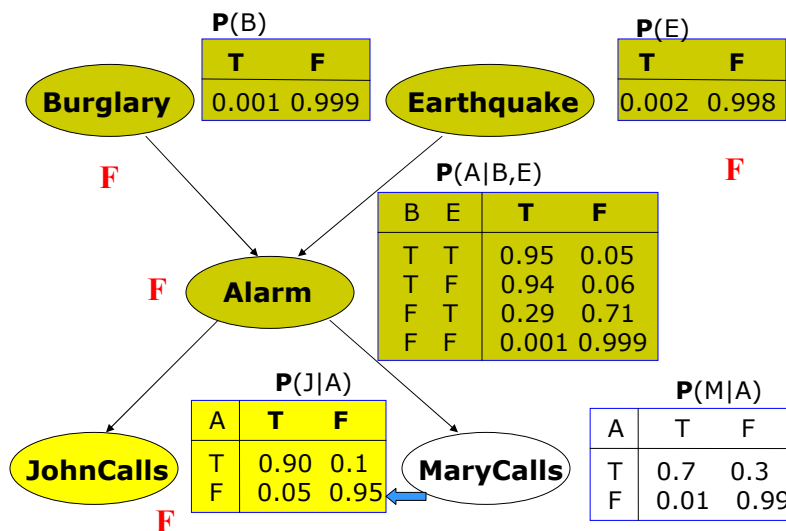 P(B)
T F
0.001 0.999
Burglary
P(E)
T F
0.002 0.998
Earthquake
F
F
P(A|B,E)
B E T F
T T 0.95 0.05
T F 0.94 0.06
F T 0.29 0.71
F F 0.001 0.999
F
Alarm
P(J|A)
A T F
T 0.90 0.1
F 0.05 0.95
JohnCalls
F
MaryCalls
P(M|A)
A T F
T 0.7 0.3
F 0.01 0.99